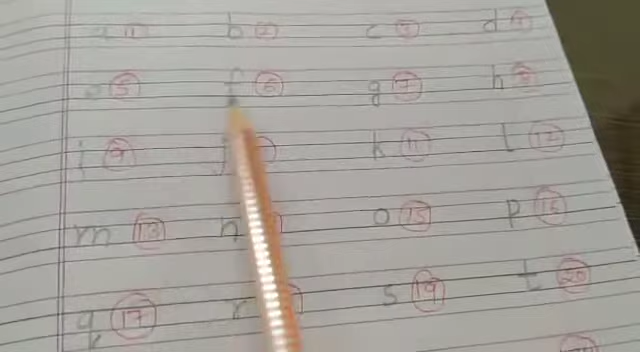 a 1 b 2 c 3 d 4
e 5 f 6 g 7 h 8
i 9 j k 11 l 12
m 13 n o 15 p 16
q 17 r s 19 t 20